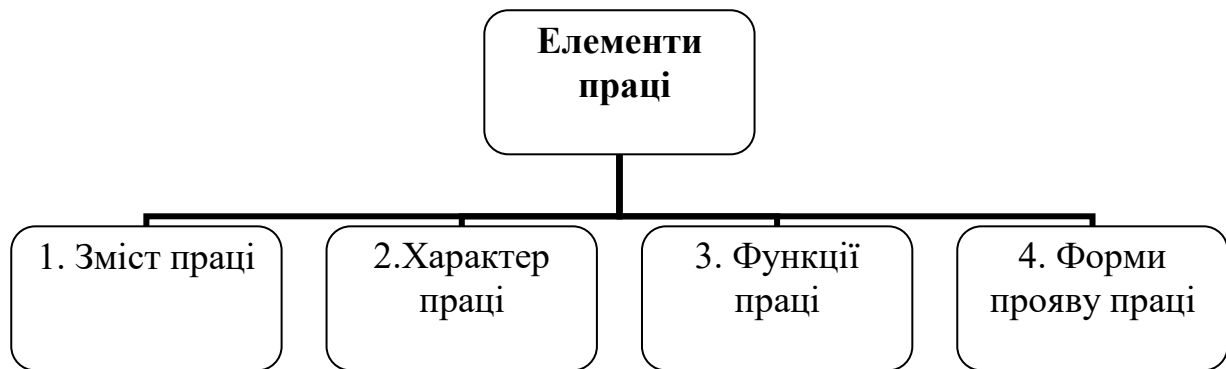 Елементи
праці
1. Зміст праці
2.Характер
праці
3. Функції
праці
4. Форми
прояву праці